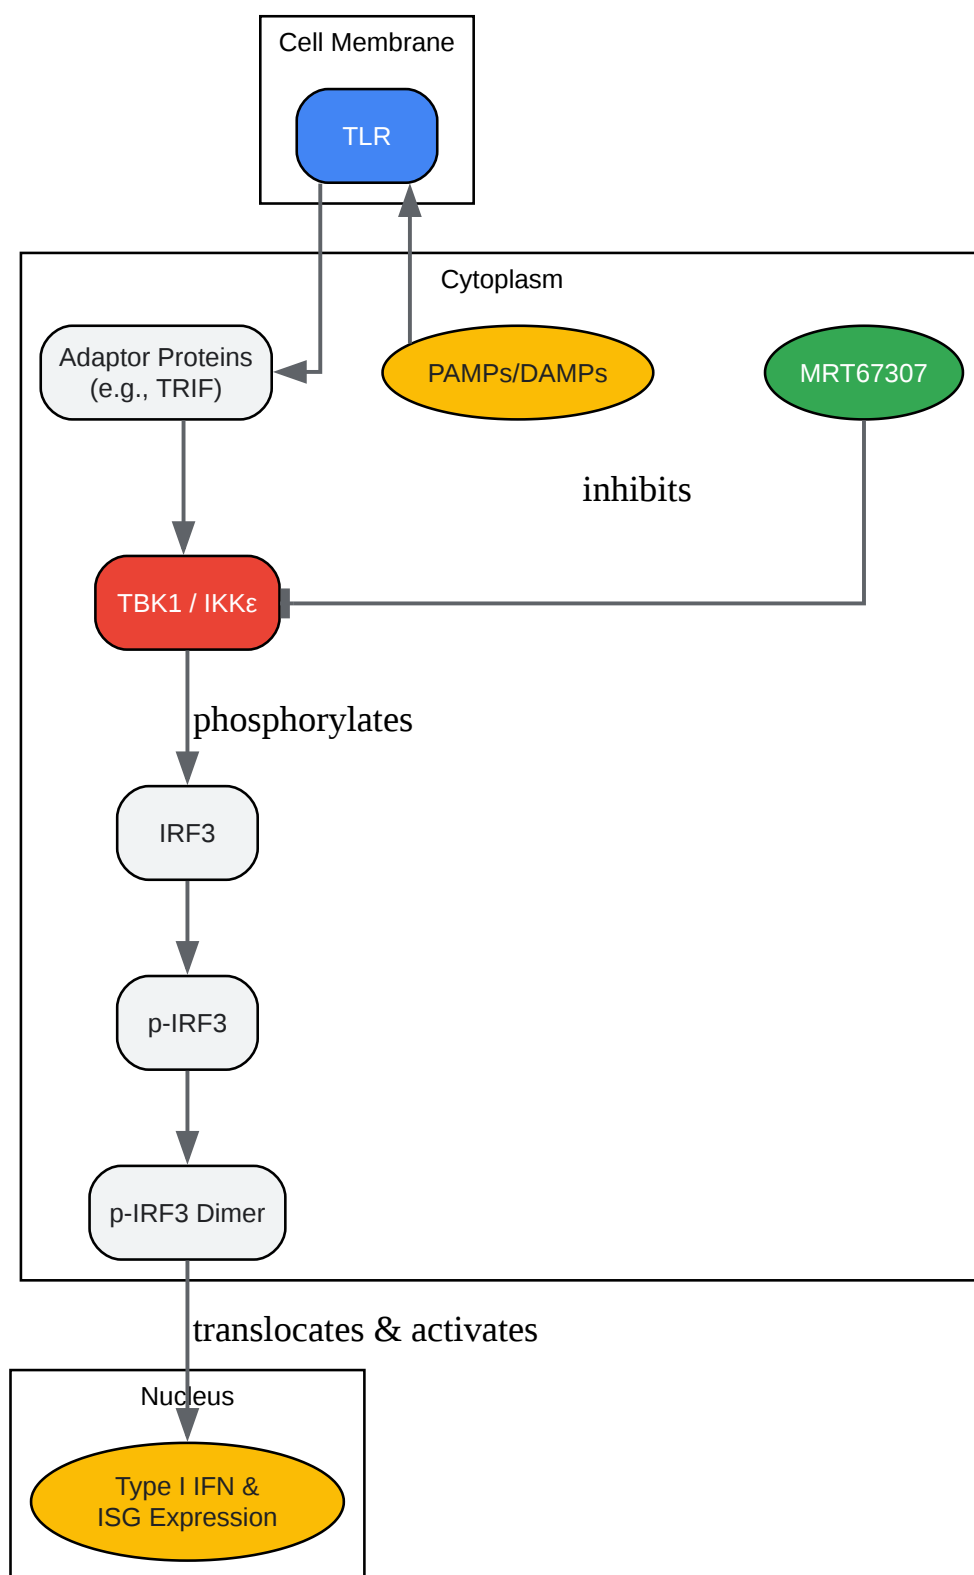 Cell Membrane
TLR
Cytoplasm
Adaptor Proteins
(e.g., TRIF)
PAMPs/DAMPs
MRT67307
inhibits
TBK1 / IKKε
phosphorylates
IRF3
p-IRF3
p-IRF3 Dimer
translocates & activates
Nucleus
Type I IFN &
ISG Expression